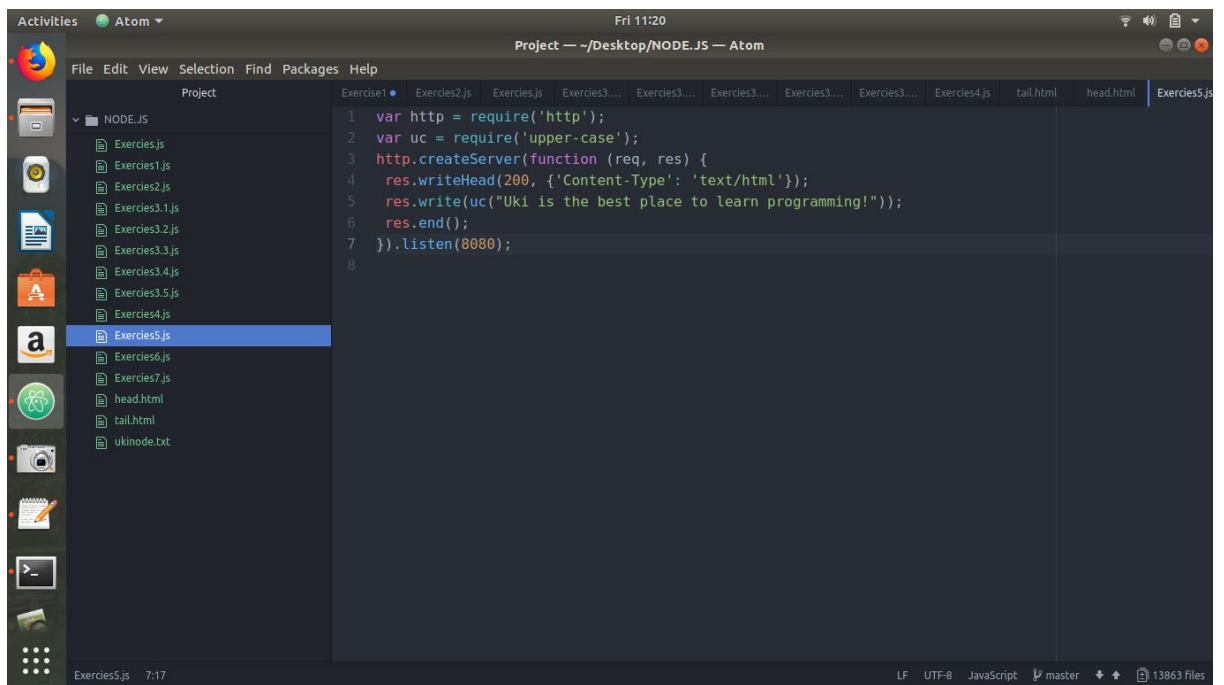 Activities Atom Fri 11:20
Project — ~/Desktop/NODE.JS — Atom
File Edit View Selection Find Packages Help
Project Exercise1 Exercies2.js Exercies.js Exercies3.... Exercies3.... Exercies3.... Exercies3.... Exercies3.... Exercies4.js tail.html head.html Exercies5.js
NODE.JS
Exercies.js
Exercies1.js
Exercies2.js
Exercies3.1.js
Exercies3.2.js
Exercies3.3.js
Exercies3.4.js
Exercies3.5.js
Exercies4.js
Exercies5.js
Exercies6.js
Exercies7.js
head.html
tail.html
ukinode.txt
1 var http = require('http');
2 var uc = require('upper-case');
3 http.createServer(function (req, res) {
4 res.writeHead(200, {'Content-Type': 'text/html'});
5 res.write(uc("Uki is the best place to learn programming!"));
6 res.end();
7 }).listen(8080);
8
Exercies5.js 7:17 LF UTF-8 JavaScript master 13863 files